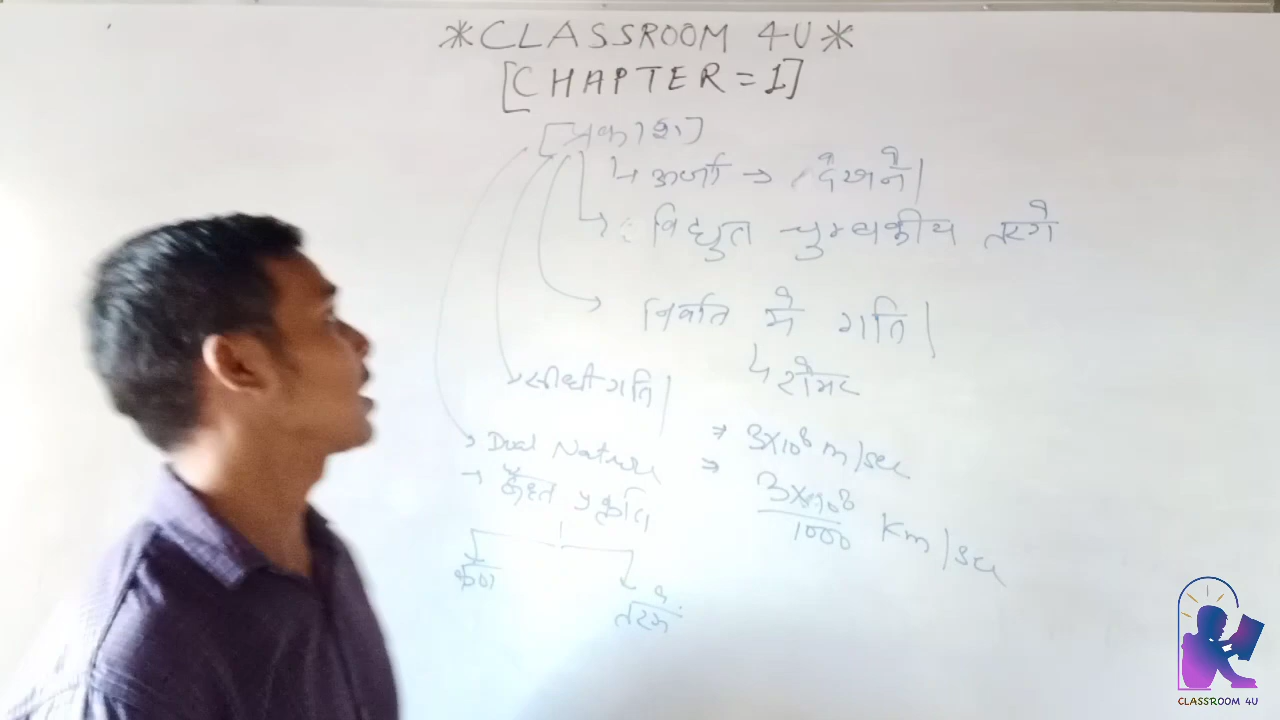 *CLASSROOM 4U*
[CHAPTER = 1]
[प्रकाश]
↳ ऊर्जा → देखने|
→ विद्युत चुम्बकीय तरंगे
निर्वात में गति|
↳ रोमर
→ सीधी गति|
→ Dual Nature
→ द्वैत प्रकृति
कण
तरंग
⇒ 3×10⁸ m/sec
⇒ 3×10⁸ / 1000 Km/sec
CLASSROOM 4U